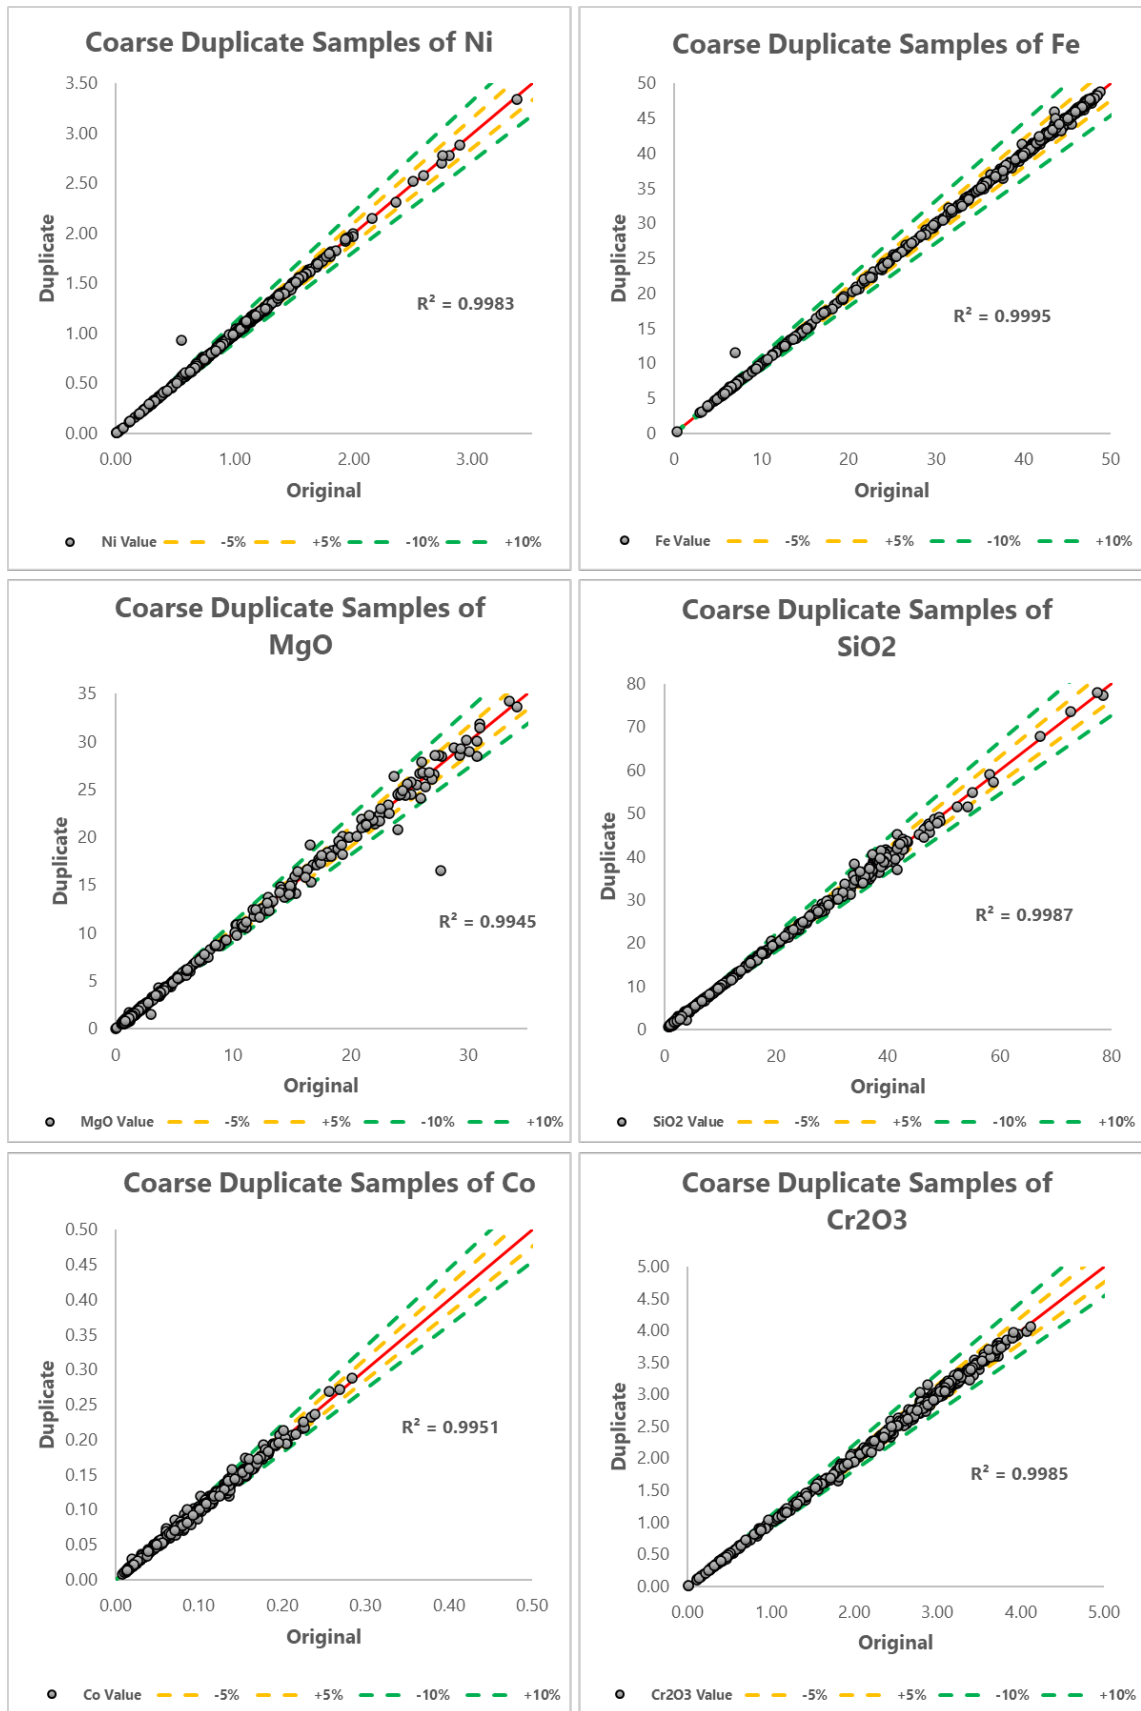 Coarse Duplicate Samples of Ni
3.50
3.00
2.50
2.00
1.50
1.00
0.50
0.00
Duplicate
R² = 0.9983
0.00 1.00 2.00 3.00
Original
Ni Value -5% +5% -10% +10%
Coarse Duplicate Samples of Fe
50
45
40
35
30
25
20
15
10
5
0
Duplicate
R² = 0.9995
0 10 20 30 40 50
Original
Fe Value -5% +5% -10% +10%
Coarse Duplicate Samples of
MgO
35
30
25
20
15
10
5
0
Duplicate
R² = 0.9945
0 10 20 30
Original
MgO Value -5% +5% -10% +10%
Coarse Duplicate Samples of
SiO2
80
70
60
50
40
30
20
10
0
Duplicate
R² = 0.9987
0 20 40 60 80
Original
SiO2 Value -5% +5% -10% +10%
Coarse Duplicate Samples of Co
0.50
0.45
0.40
0.35
0.30
0.25
0.20
0.15
0.10
0.05
0.00
Duplicate
R² = 0.9951
0.00 0.10 0.20 0.30 0.40 0.50
Original
Co Value -5% +5% -10% +10%
Coarse Duplicate Samples of
Cr2O3
5.00
4.50
4.00
3.50
3.00
2.50
2.00
1.50
1.00
0.50
0.00
Duplicate
R² = 0.9985
0.00 1.00 2.00 3.00 4.00 5.00
Original
Cr2O3 Value -5% +5% -10% +10%